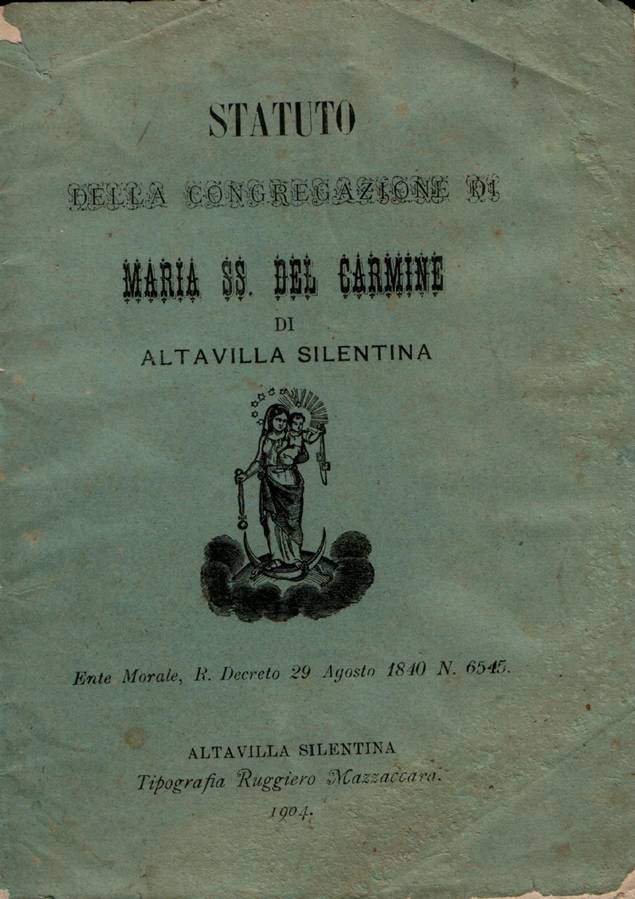 STATUTO
DELLA CONGREGAZIONE DI
MARIA SS. DEL CARMINE
DI
ALTAVILLA SILENTINA
Ente Morale, R. Decreto 29 Agosto 1840 N. 6545.
ALTAVILLA SILENTINA
Tipografia Ruggiero Mazzaccara.
1904.